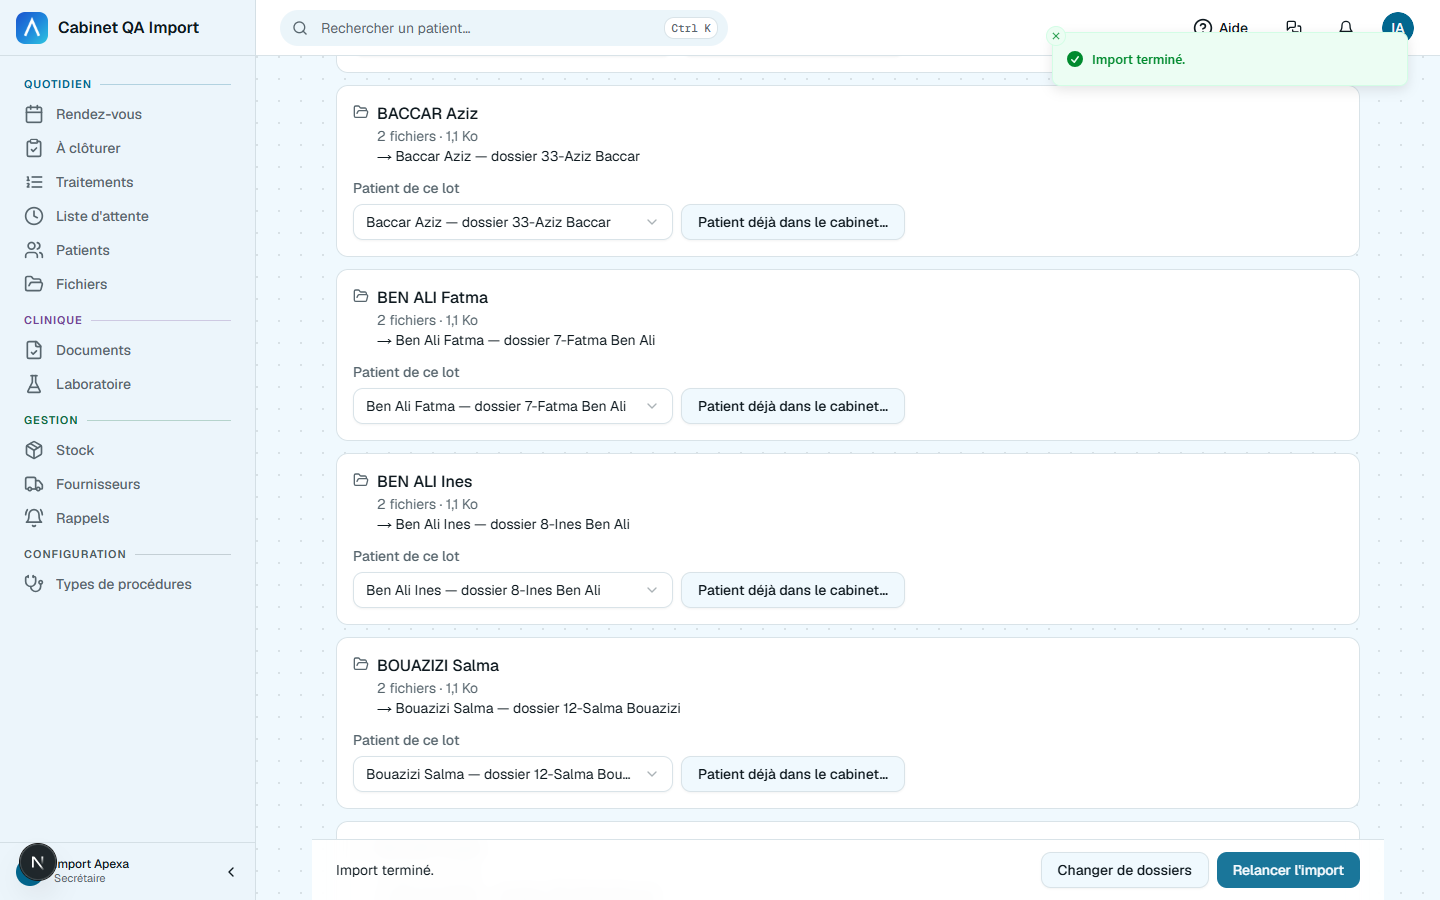 Cabinet QA Import
Rechercher un patient…
Ctrl K
Aide
IA
Import terminé.
QUOTIDIEN
Rendez-vous
À clôturer
Traitements
Liste d'attente
Patients
Fichiers
CLINIQUE
Documents
Laboratoire
GESTION
Stock
Fournisseurs
Rappels
CONFIGURATION
Types de procédures
N
Import Apexa
Secrétaire
BACCAR Aziz
2 fichiers · 1,1 Ko
→ Baccar Aziz — dossier 33-Aziz Baccar
Patient de ce lot
Baccar Aziz — dossier 33-Aziz Baccar
Patient déjà dans le cabinet…
BEN ALI Fatma
2 fichiers · 1,1 Ko
→ Ben Ali Fatma — dossier 7-Fatma Ben Ali
Patient de ce lot
Ben Ali Fatma — dossier 7-Fatma Ben Ali
Patient déjà dans le cabinet…
BEN ALI Ines
2 fichiers · 1,1 Ko
→ Ben Ali Ines — dossier 8-Ines Ben Ali
Patient de ce lot
Ben Ali Ines — dossier 8-Ines Ben Ali
Patient déjà dans le cabinet…
BOUAZIZI Salma
2 fichiers · 1,1 Ko
→ Bouazizi Salma — dossier 12-Salma Bouazizi
Patient de ce lot
Bouazizi Salma — dossier 12-Salma Bou…
Patient déjà dans le cabinet…
Import terminé.
Changer de dossiers
Relancer l'import